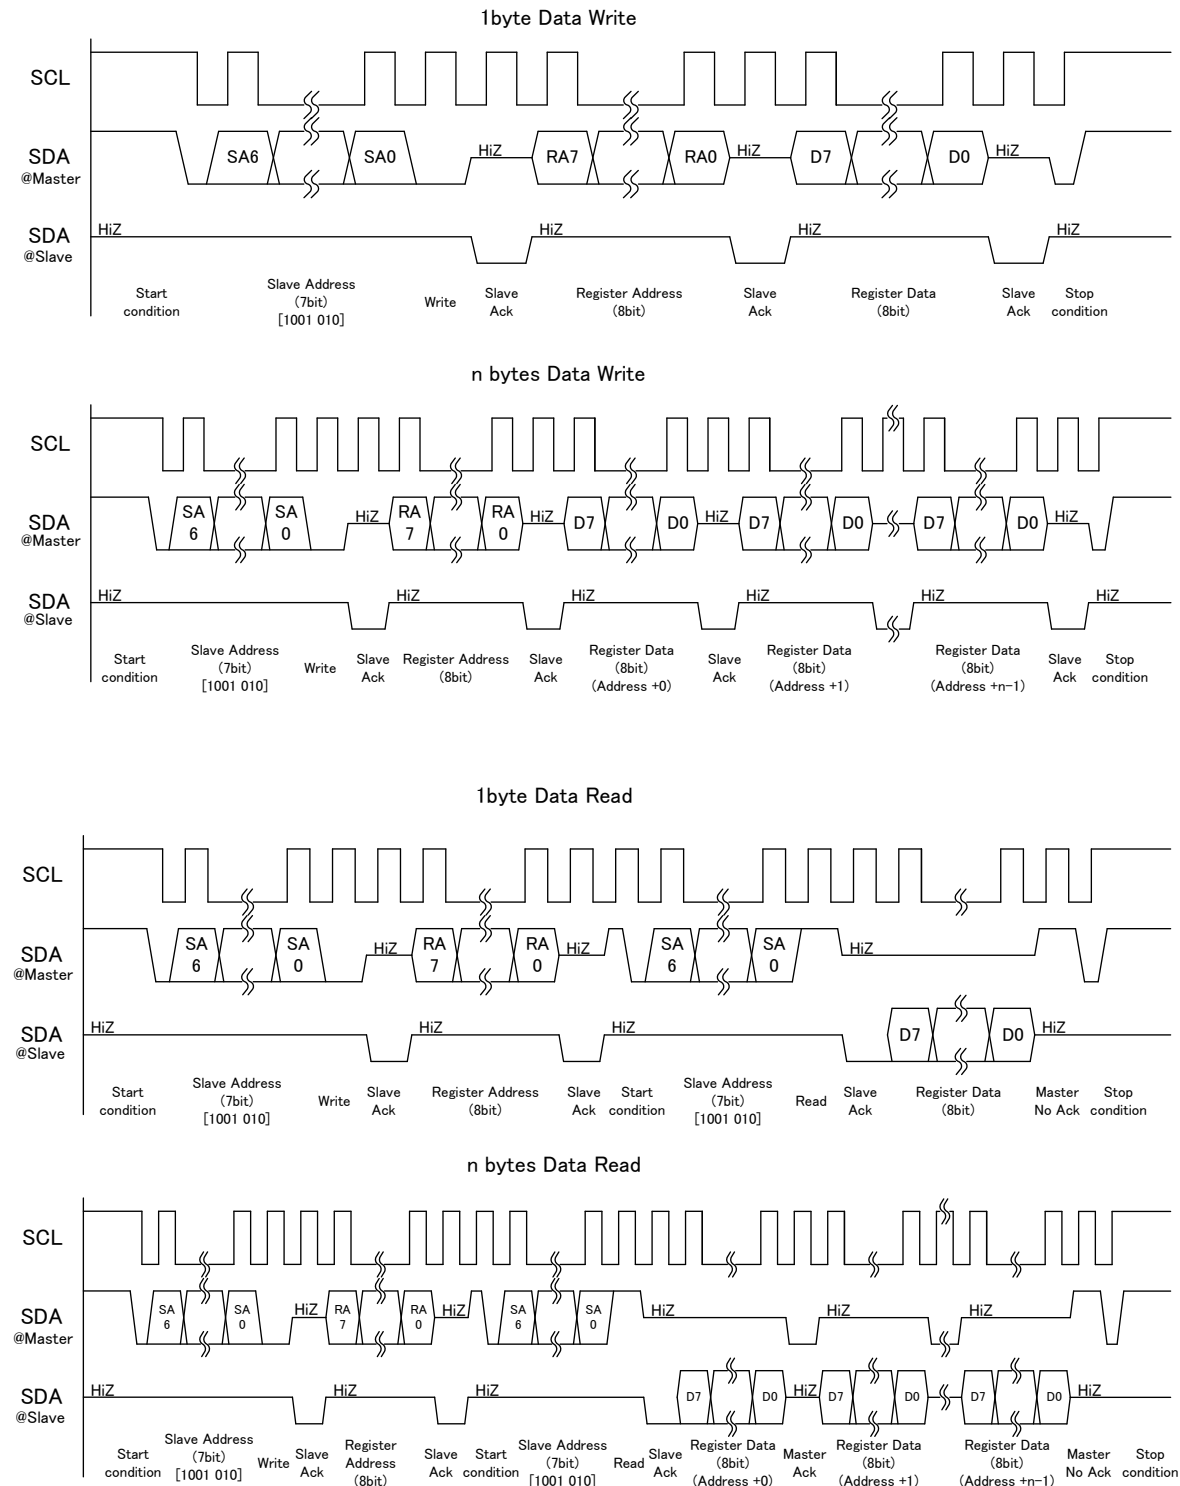 1byte Data Write
SCL
SDA
@Master
SA6 SA0 HiZ RA7 RA0 HiZ D7 D0 HiZ
SDA
@Slave
HiZ HiZ HiZ HiZ
Start
condition
Slave Address
(7bit)
[1001 010]
Write
Slave
Ack
Register Address
(8bit)
Slave
Ack
Register Data
(8bit)
Slave
Ack
Stop
condition
n bytes Data Write
SCL
SDA
@Master
SA
6
SA
0
HiZ
RA
7
RA
0
HiZ D7 D0 HiZ D7 D0 D7 D0 HiZ
SDA
@Slave
HiZ HiZ HiZ HiZ HiZ HiZ
Start
condition
Slave Address
(7bit)
[1001 010]
Write
Slave
Ack
Register Address
(8bit)
Slave
Ack
Register Data
(8bit)
(Address +0)
Slave
Ack
Register Data
(8bit)
(Address +1)
Register Data
(8bit)
(Address +n-1)
Slave
Ack
Stop
condition
1byte Data Read
SCL
SDA
@Master
SA
6
SA
0
HiZ
RA
7
RA
0
HiZ
SA
6
SA
0
HiZ
SDA
@Slave
HiZ HiZ HiZ D7 D0 HiZ
Start
condition
Slave Address
(7bit)
[1001 010]
Write
Slave
Ack
Register Address
(8bit)
Slave
Ack
Start
condition
Slave Address
(7bit)
[1001 010]
Read
Slave
Ack
Register Data
(8bit)
Master
No Ack
Stop
condition
n bytes Data Read
SCL
SDA
@Master
SA
6
SA
0
HiZ
RA
7
RA
0
HiZ
SA
6
SA
0
HiZ HiZ HiZ
SDA
@Slave
HiZ HiZ HiZ D7 D0 HiZ D7 D0 D7 D0 HiZ
Start
condition
Slave Address
(7bit)
[1001 010]
Write
Slave
Ack
Register
Address
(8bit)
Slave
Ack
Start
condition
Slave Address
(7bit)
[1001 010]
Read
Slave
Ack
Register Data
(8bit)
(Address +0)
Master
Ack
Register Data
(8bit)
(Address +1)
Register Data
(8bit)
(Address +n-1)
Master
No Ack
Stop
condition